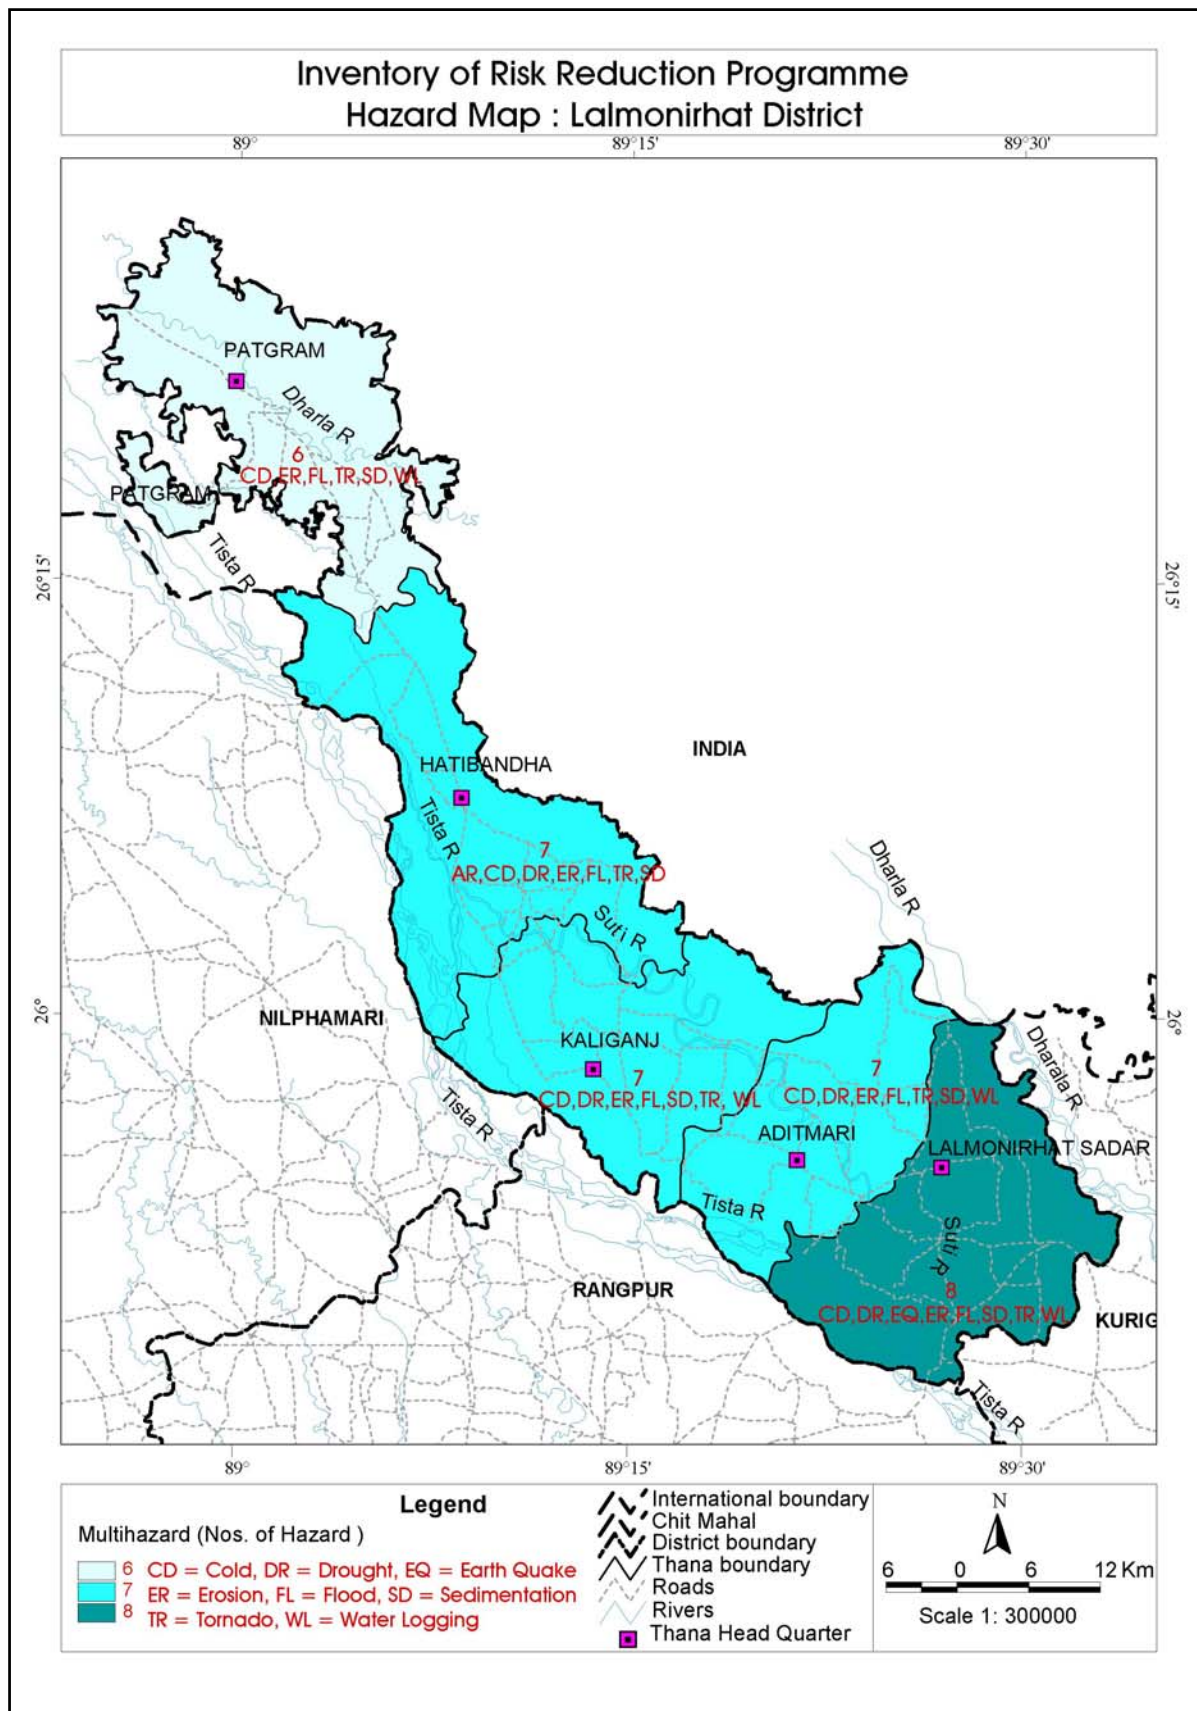 Inventory of Risk Reduction Programme
Hazard Map : Lalmonirhat District
89° 89°15' 89°30'
PATGRAM
Dharla R
6
CD,ER,FL,TR,SD,WL
PATGRAM
Tista R
26°15' 26°15'
INDIA
HATIBANDHA
Tista R
7
AR,CD,DR,ER,FL,TR,SD
Dharla R
Suti R
26° 26°
NILPHAMARI
KALIGANJ
Dharala R
7
CD,DR,ER,FL,SD,TR, WL
7
CD,DR,ER,FL,TR,SD,WL
Tista R
ADITMARI
LALMONIRHAT SADAR
Tista R
Suti R
RANGPUR
8
CD,DR,EQ,ER,FL,SD,TR,WL
KURIG
Tista R
89° 89°15' 89°30'
Legend
Multihazard (Nos. of Hazard )
6 CD = Cold, DR = Drought, EQ = Earth Quake
7 ER = Erosion, FL = Flood, SD = Sedimentation
8 TR = Tornado, WL = Water Logging
International boundary
Chit Mahal
District boundary
Thana boundary
Roads
Rivers
Thana Head Quarter
N
6 0 6 12 Km
Scale 1: 300000